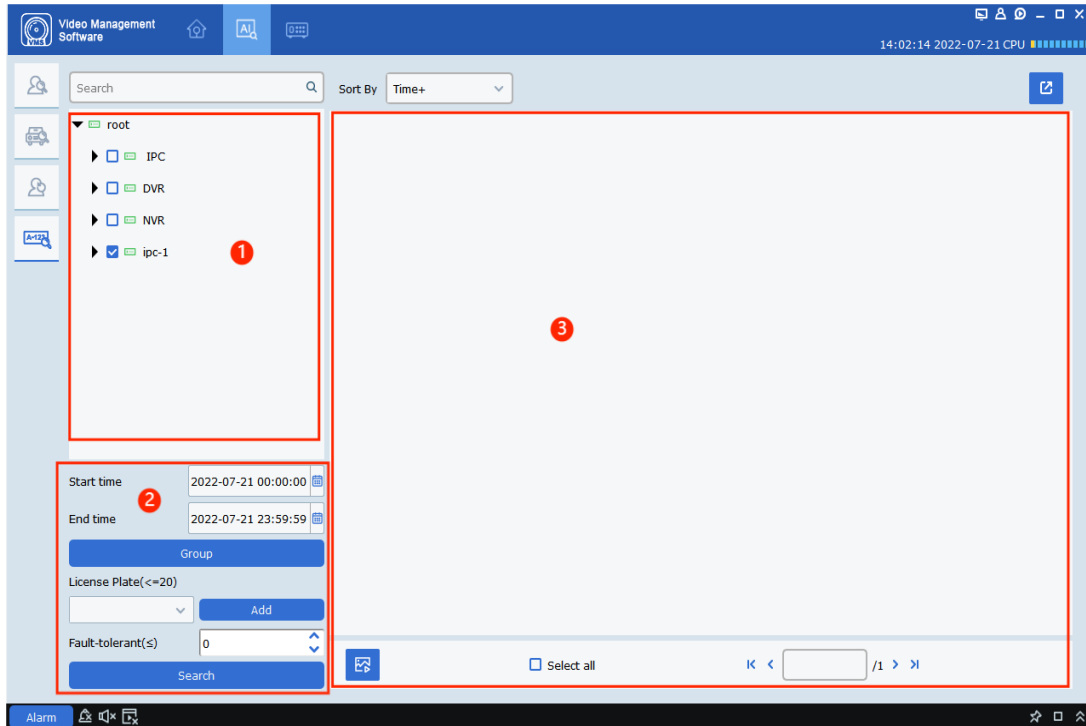 Video Management
Software
AI
14:02:14 2022-07-21 CPU
Search
Sort By Time+
root
IPC
DVR
NVR
ipc-1
1
3
Start time 2022-07-21 00:00:00
2
End time 2022-07-21 23:59:59
Group
License Plate(<=20)
Add
Fault-tolerant(≤) 0
Search
Select all
/1
Alarm